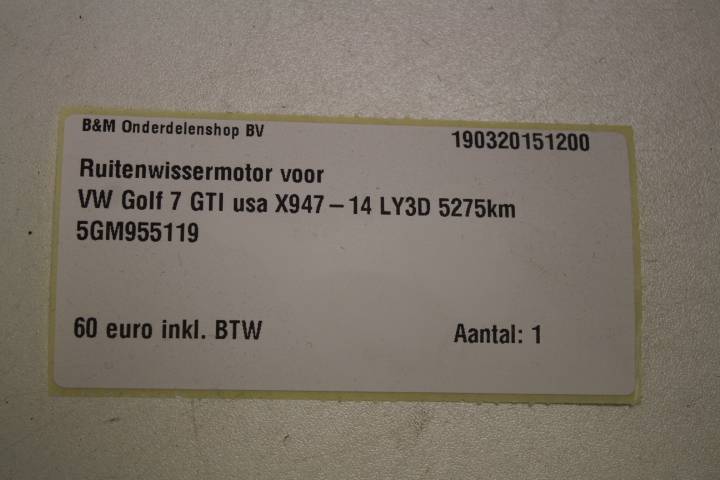 B&M Onderdelenshop BV
190320151200
Ruitenwissermotor voor
VW Golf 7 GTI usa X947-14 LY3D 5275km
5GM955119
60 euro inkl. BTW
Aantal: 1